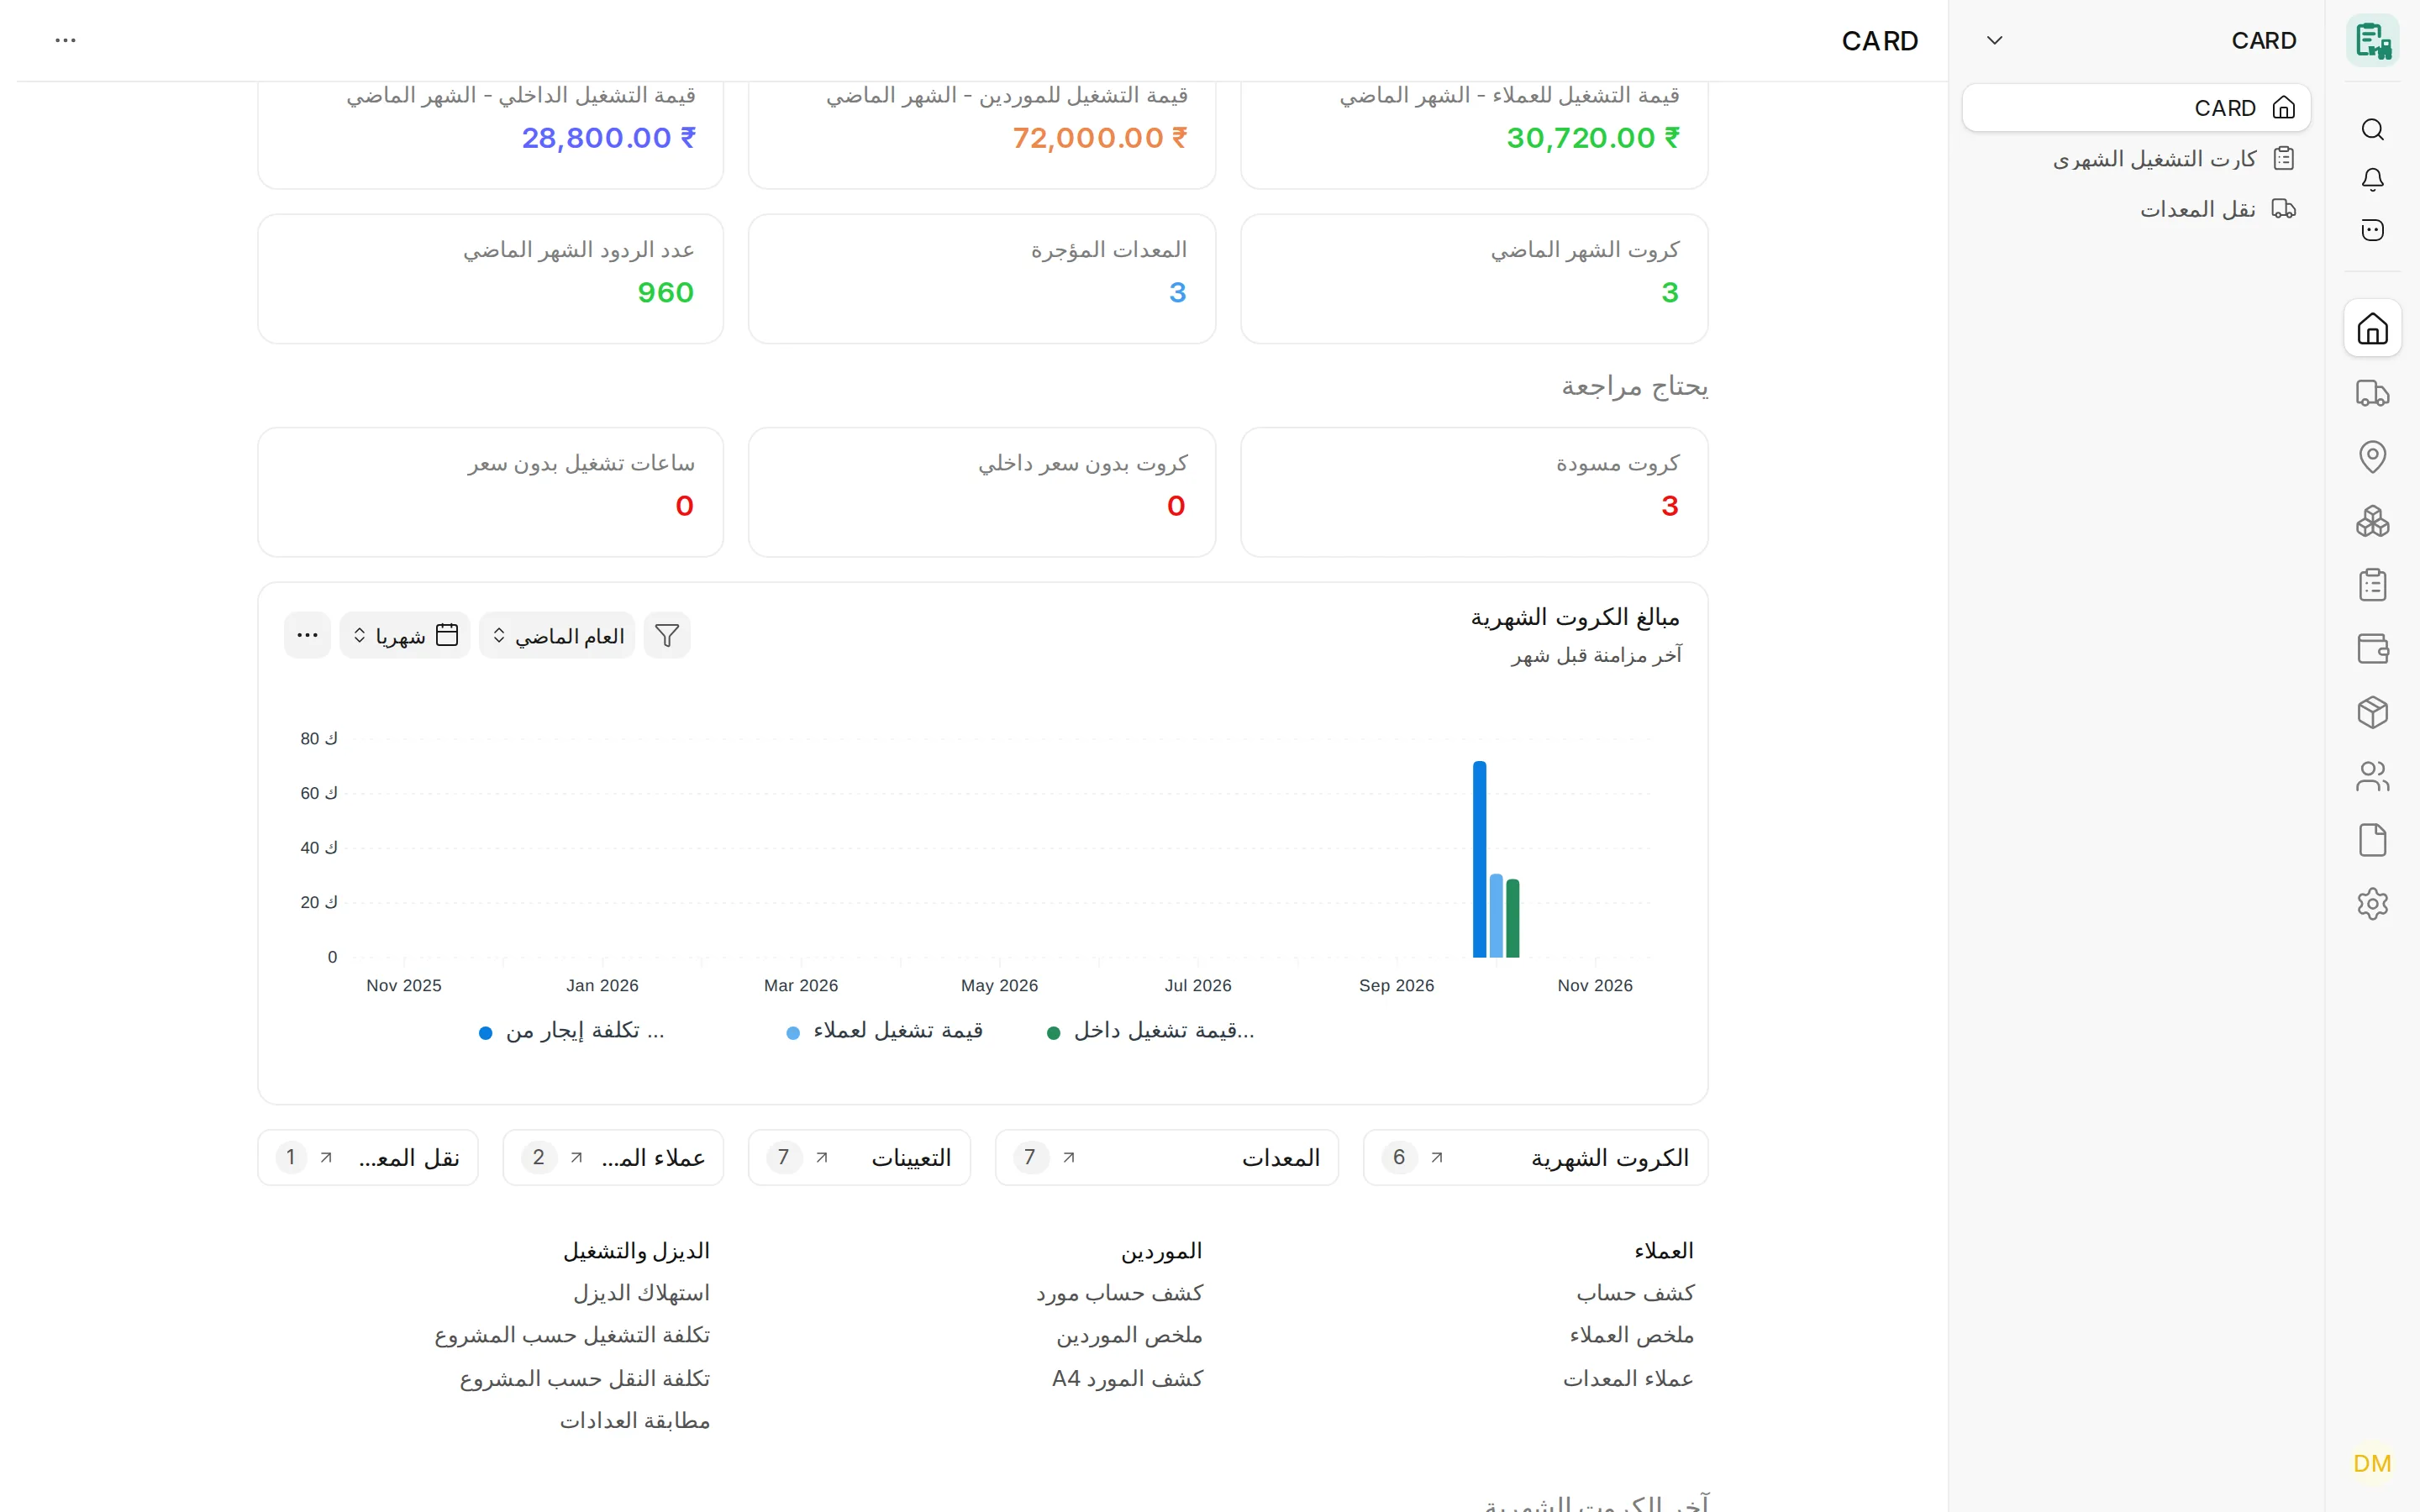 CARD
CARD
CARD
كارت التشغيل الشهري
نقل المعدات
قيمة التشغيل للعملاء - الشهر الماضي
30,720.00 ₹
قيمة التشغيل للموردين - الشهر الماضي
72,000.00 ₹
قيمة التشغيل الداخلي - الشهر الماضي
28,800.00 ₹
كروت الشهر الماضي
3
المعدات المؤجرة
3
عدد الردود الشهر الماضي
960
يحتاج مراجعة
كروت مسودة
3
كروت بدون سعر داخلي
0
ساعات تشغيل بدون سعر
0
مبالغ الكروت الشهرية
آخر مزامنة قبل شهر
العام الماضي
شهريا
80 ك
60 ك
40 ك
20 ك
0
Nov 2025
Jan 2026
Mar 2026
May 2026
Jul 2026
Sep 2026
Nov 2026
تكلفة إيجار من ...
قيمة تشغيل لعملاء
قيمة تشغيل داخل...
الكروت الشهرية
6
المعدات
7
التعيينات
7
عملاء الم...
2
نقل المع...
1
العملاء
كشف حساب
ملخص العملاء
عملاء المعدات
الموردين
كشف حساب مورد
ملخص الموردين
كشف المورد A4
الديزل والتشغيل
استهلاك الديزل
تكلفة التشغيل حسب المشروع
تكلفة النقل حسب المشروع
مطابقة العدادات
آخر الكروت الشهرية
DM